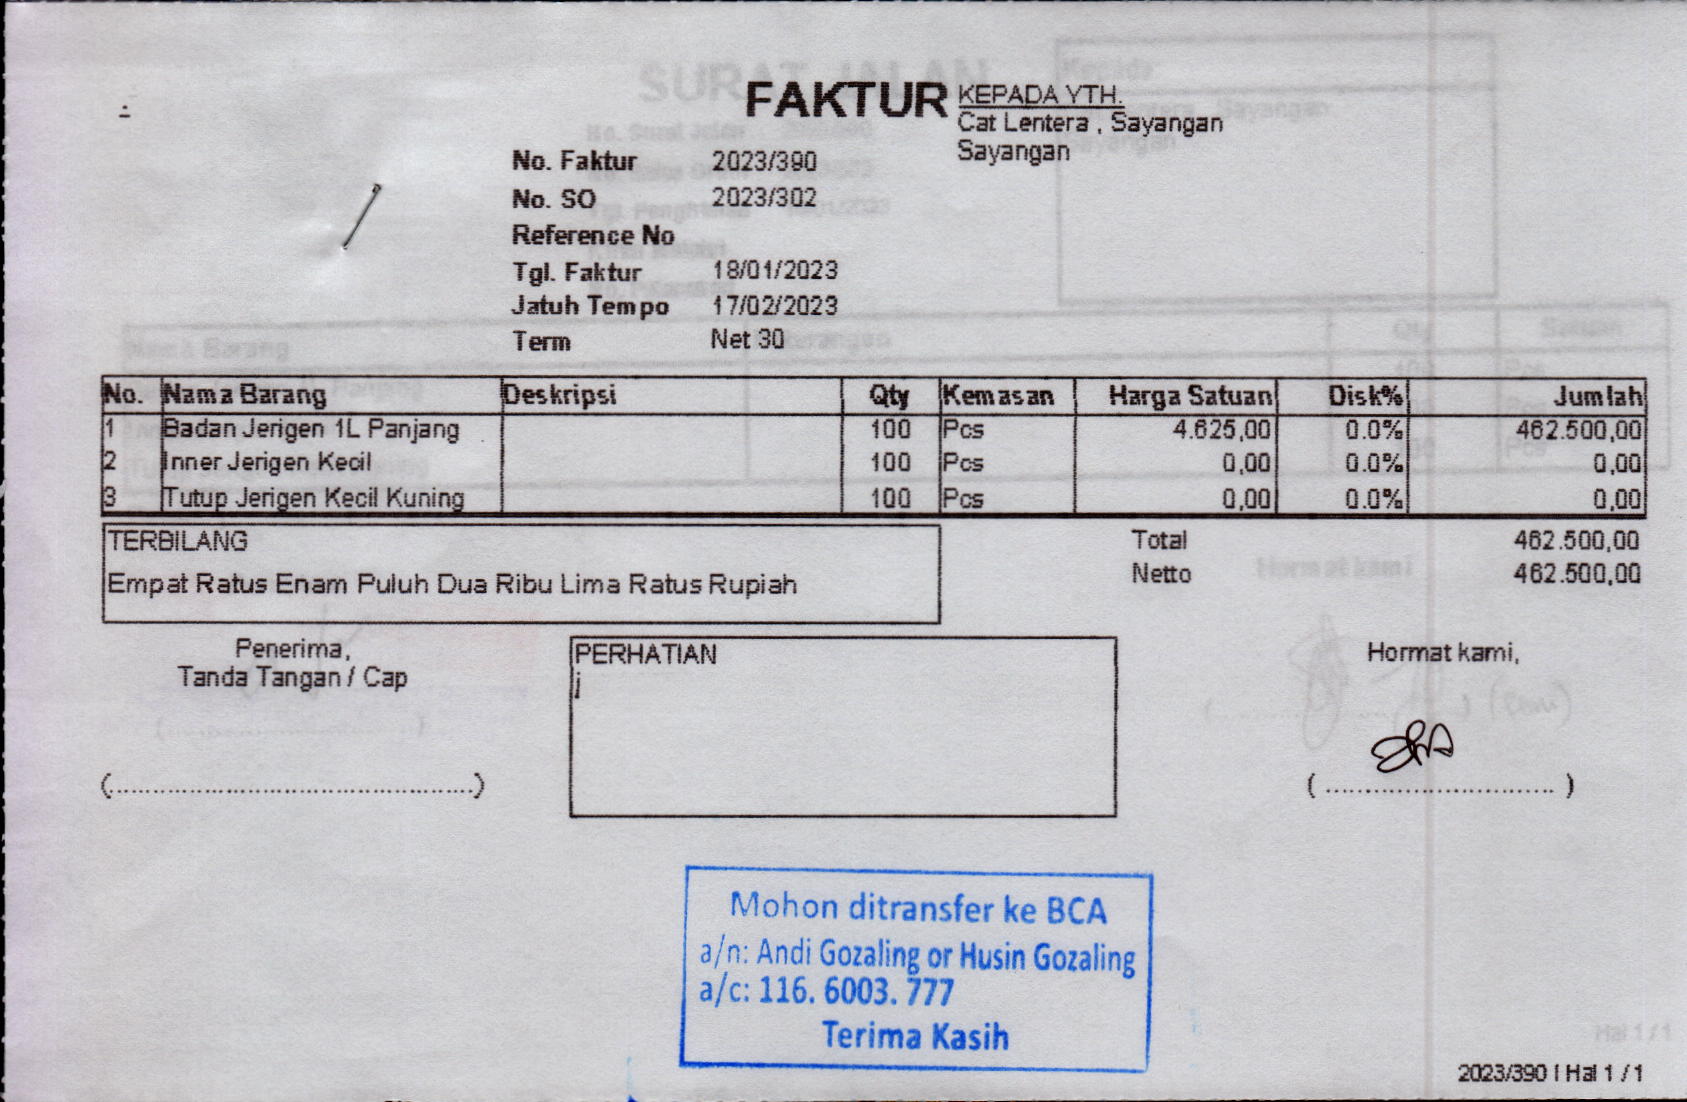 FAKTUR
KEPADA YTH.
Cat Lentera , Sayangan
Sayangan
No. Faktur 2023/390
No. SO 2023/302
Reference No
Tgl. Faktur 18/01/2023
Jatuh Tempo 17/02/2023
Term Net 30
No. Nama Barang Deskripsi Qty Kemasan Harga Satuan Disk% Jumlah
1 Badan Jerigen 1L Panjang 100 Pcs 4.625,00 0.0% 462.500,00
2 Inner Jerigen Kecil 100 Pcs 0,00 0.0% 0,00
3 Tutup Jerigen Kecil Kuning 100 Pcs 0,00 0.0% 0,00
TERBILANG
Empat Ratus Enam Puluh Dua Ribu Lima Ratus Rupiah
Total 462.500,00
Netto 462.500,00
Penerima,
Tanda Tangan / Cap
(................................................)
PERHATIAN
j
Hormat kami,
( .............................. )
Mohon ditransfer ke BCA
a/n: Andi Gozaling or Husin Gozaling
a/c: 116. 6003. 777
Terima Kasih
2023/390 I Hal 1 / 1